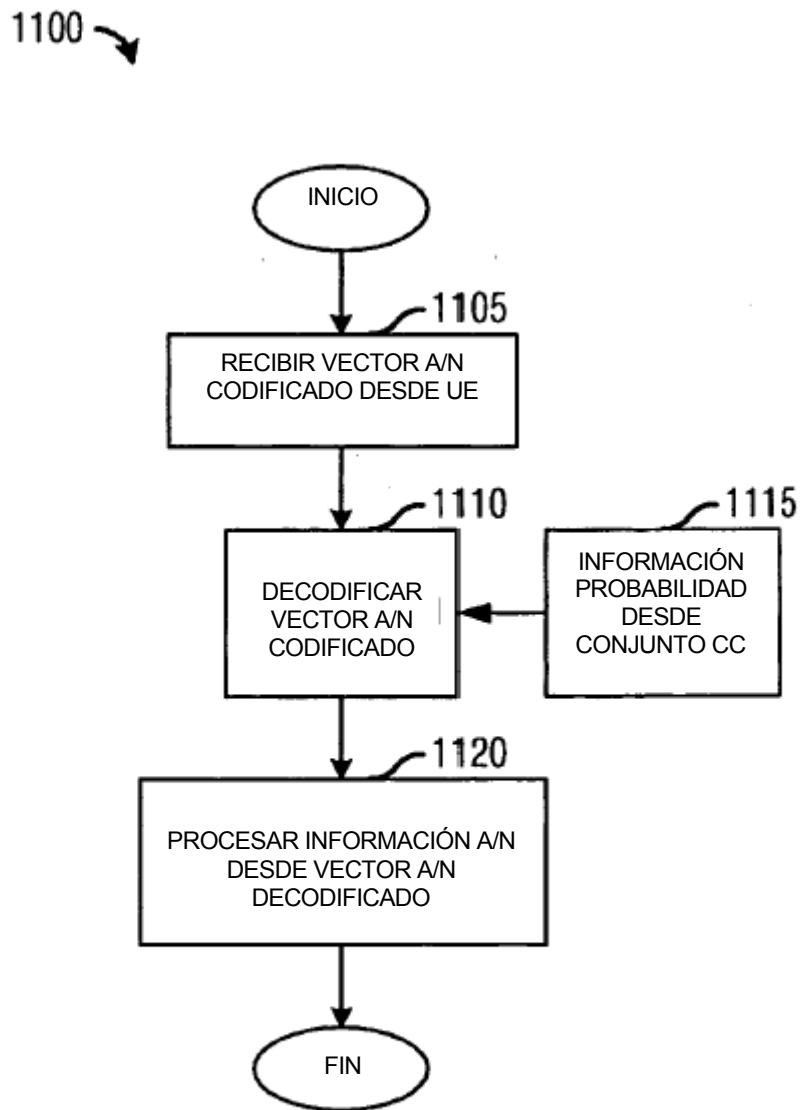 1100
INICIO
1105
RECIBIR VECTOR A/N
CODIFICADO DESDE UE
1110
DECODIFICAR
VECTOR A/N
CODIFICADO
1115
INFORMACIÓN
PROBABILIDAD
DESDE
CONJUNTO CC
1120
PROCESAR INFORMACIÓN A/N
DESDE VECTOR A/N
DECODIFICADO
FIN